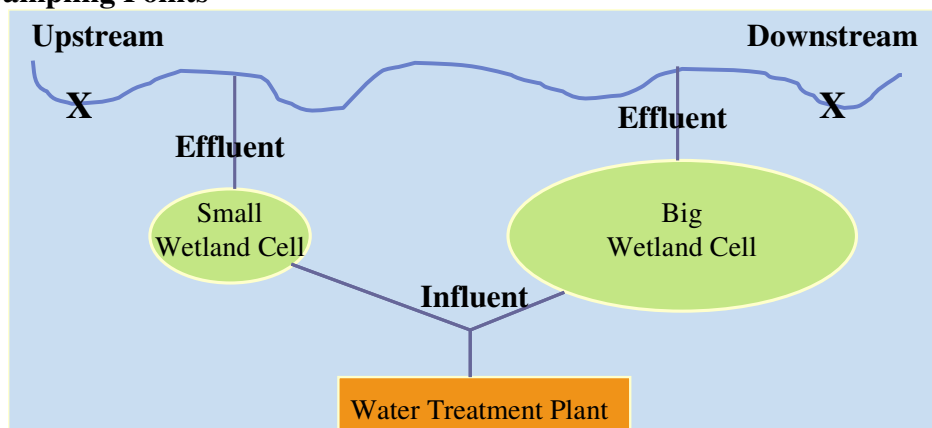 Upstream
Downstream
X
X
Effluent
Effluent
Small
Wetland Cell
Big
Wetland Cell
Influent
Water Treatment Plant